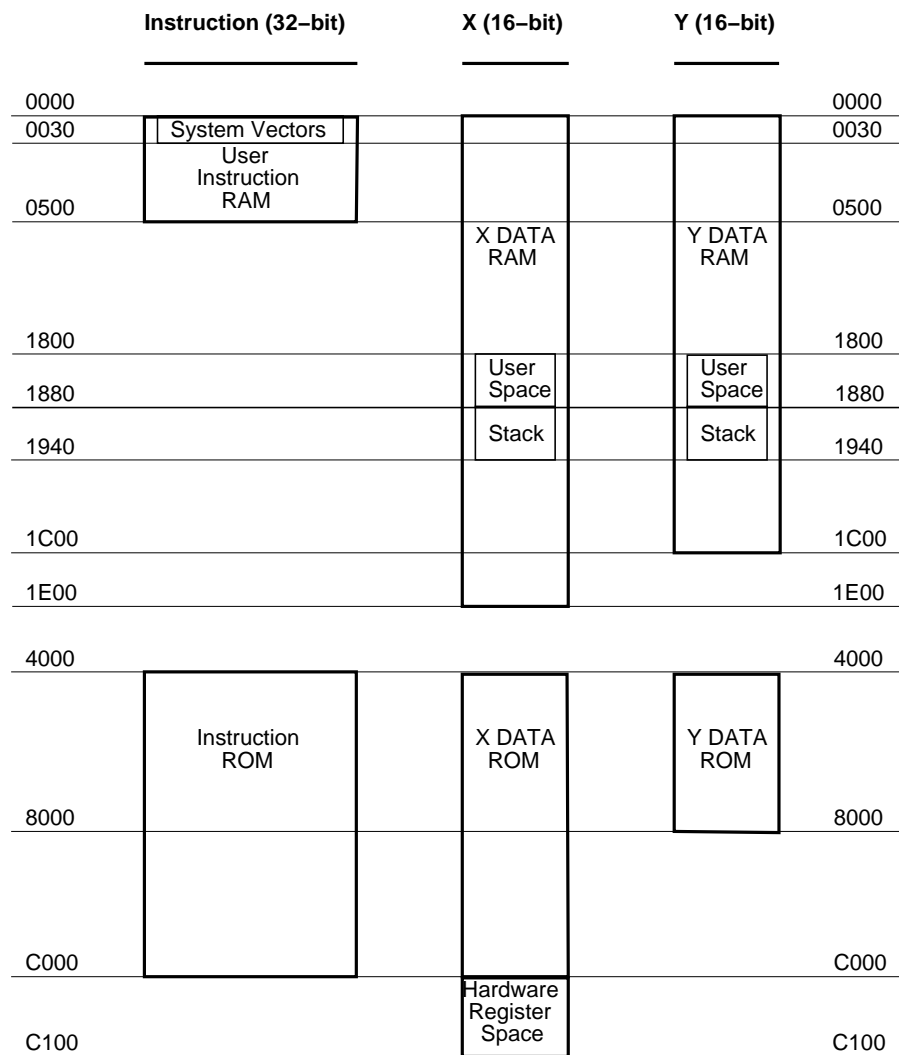 Instruction (32–bit) X (16–bit) Y (16–bit)
0000 0000
System Vectors
0030 0030
User
Instruction
RAM
0500 0500
X DATA Y DATA
RAM RAM
1800 1800
User User
Space Space
1880 1880
Stack Stack
1940 1940
1C00 1C00
1E00 1E00
4000 4000
Instruction X DATA Y DATA
ROM ROM ROM
8000 8000
C000 C000
Hardware
Register
Space
C100 C100